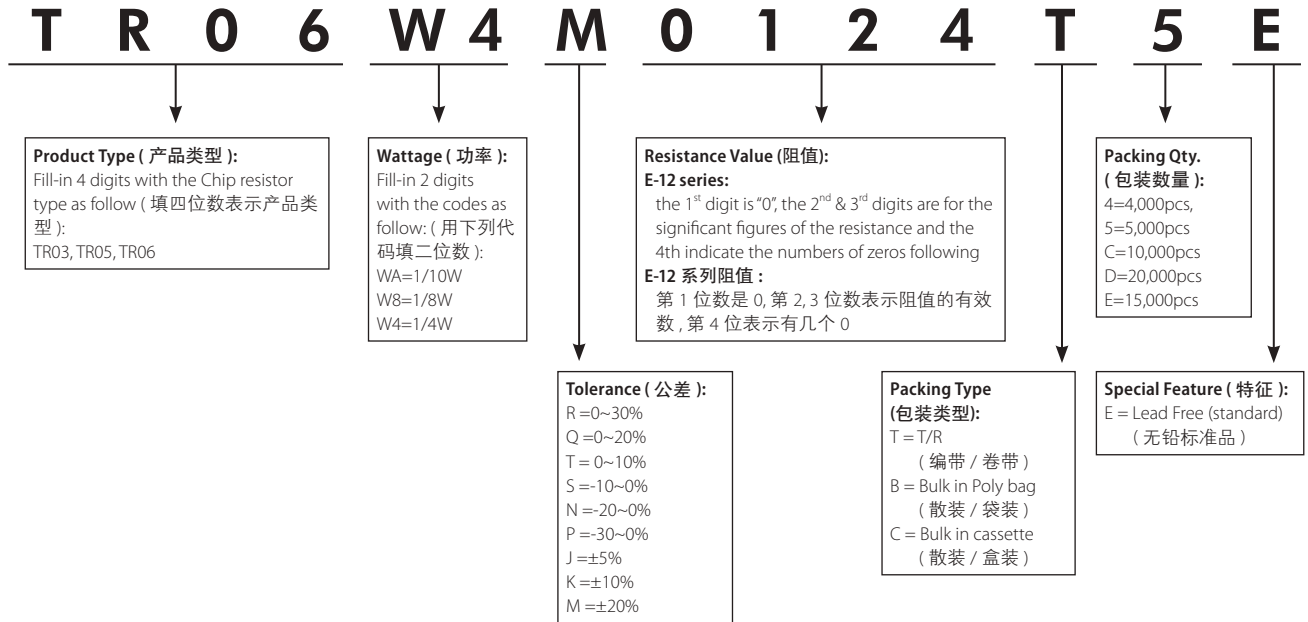 T R 0 6 W 4 M 0 1 2 4 T 5 E
Product Type ( 产品类型 ):
Fill-in 4 digits with the Chip resistor
type as follow ( 填四位数表示产品类
型 ):
TR03, TR05, TR06
Wattage ( 功率 ):
Fill-in 2 digits
with the codes as
follow: ( 用下列代
码填二位数 ):
WA=1/10W
W8=1/8W
W4=1/4W
Resistance Value (阻值):
E-12 series:
the 1st digit is "0", the 2nd & 3rd digits are for the
significant figures of the resistance and the
4th indicate the numbers of zeros following
E-12 系列阻值 :
第 1 位数是 0, 第 2, 3 位数表示阻值的有效
数 , 第 4 位表示有几个 0
Packing Qty.
( 包装数量 ):
4=4,000pcs,
5=5,000pcs
C=10,000pcs
D=20,000pcs
E=15,000pcs
Tolerance ( 公差 ):
R =0~30%
Q =0~20%
T = 0~10%
S =-10~0%
N =-20~0%
P =-30~0%
J =±5%
K =±10%
M =±20%
Packing Type
(包装类型):
T = T/R
( 编带 / 卷带 )
B = Bulk in Poly bag
( 散装 / 袋装 )
C = Bulk in cassette
( 散装 / 盒装 )
Special Feature ( 特征 ):
E = Lead Free (standard)
( 无铅标准品 )